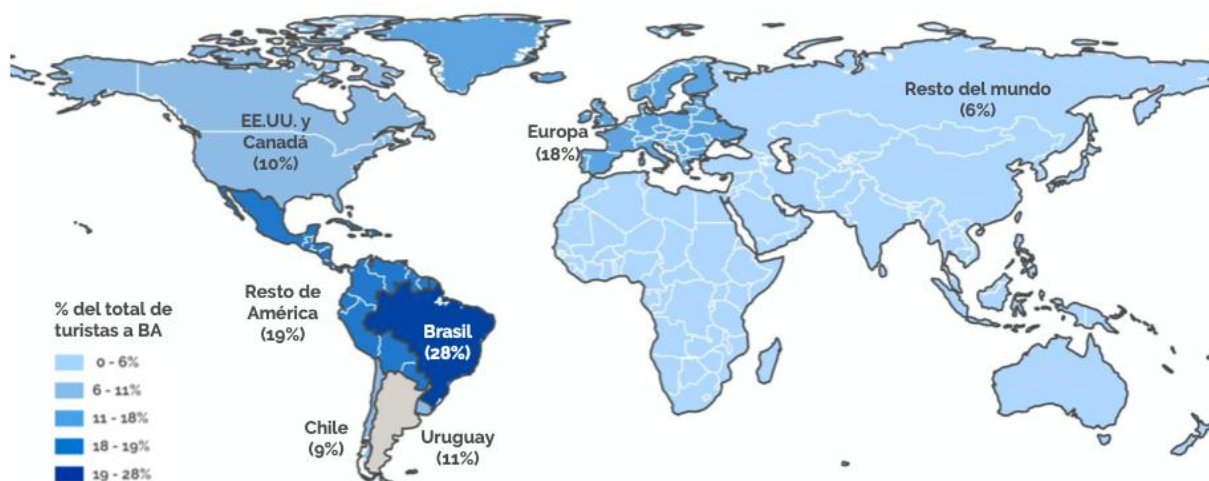 Resto del mundo
(6%)
EE.UU. y
Canadá
(10%)
Europa
(18%)
Resto de
América
(19%)
Brasil
(28%)
Chile
(9%)
Uruguay
(11%)
% del total de
turistas a BA
0 - 6%
6 - 11%
11 - 18%
18 - 19%
19 - 28%